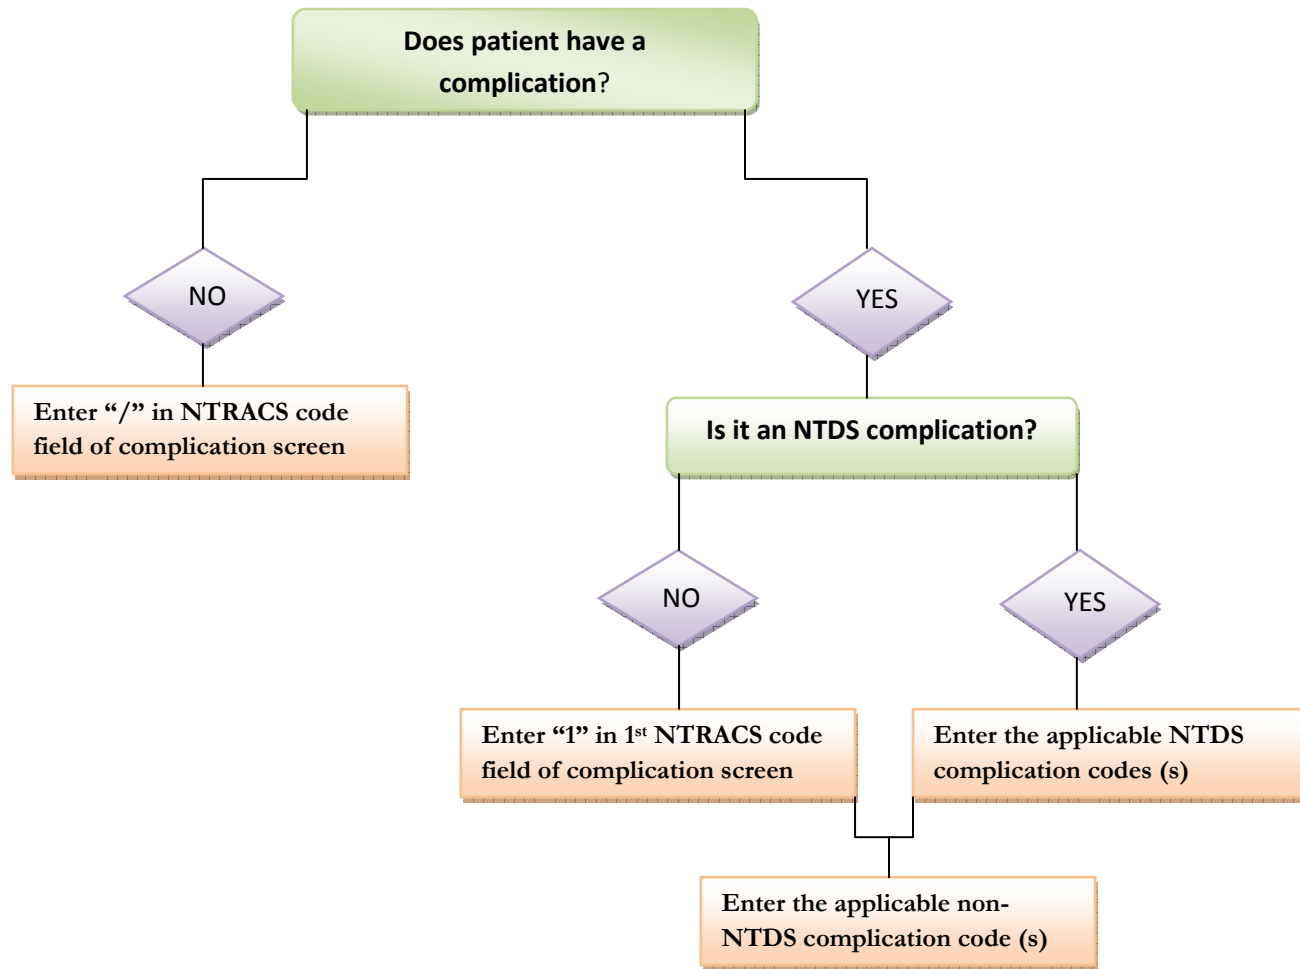 Does patient have a
complication?
NO
YES
Enter “/” in NTRACS code
field of complication screen
Is it an NTDS complication?
NO
YES
Enter “1” in 1st NTRACS code
field of complication screen
Enter the applicable NTDS
complication codes (s)
Enter the applicable non-
NTDS complication code (s)